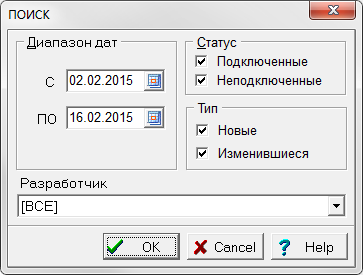 ПОИСК
Диапазон дат
С 02.02.2015
ПО 16.02.2015
Статус
Подключенные
Неподключенные
Тип
Новые
Изменившиеся
Разработчик
[ВСЕ]
OK Cancel Help